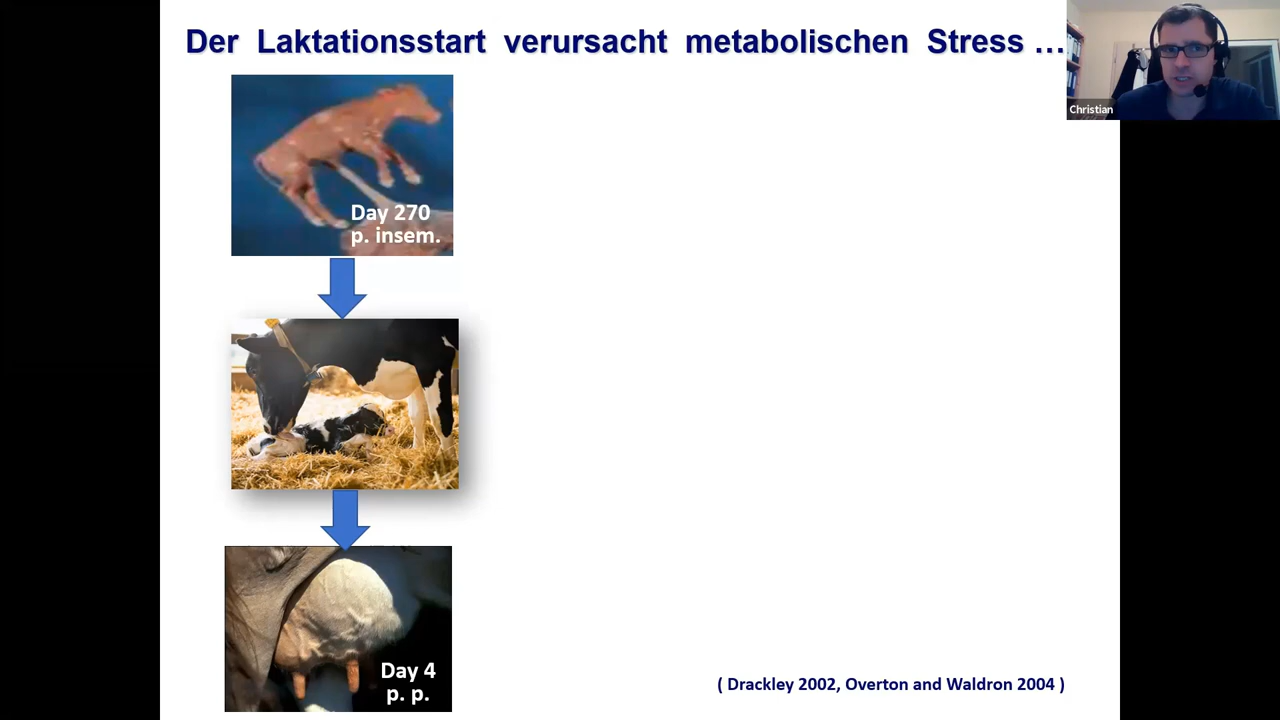 Der Laktationsstart verursacht metabolischen Stress ...
Christian
Day 270
p. insem.
Day 4
p. p.
( Drackley 2002, Overton and Waldron 2004 )